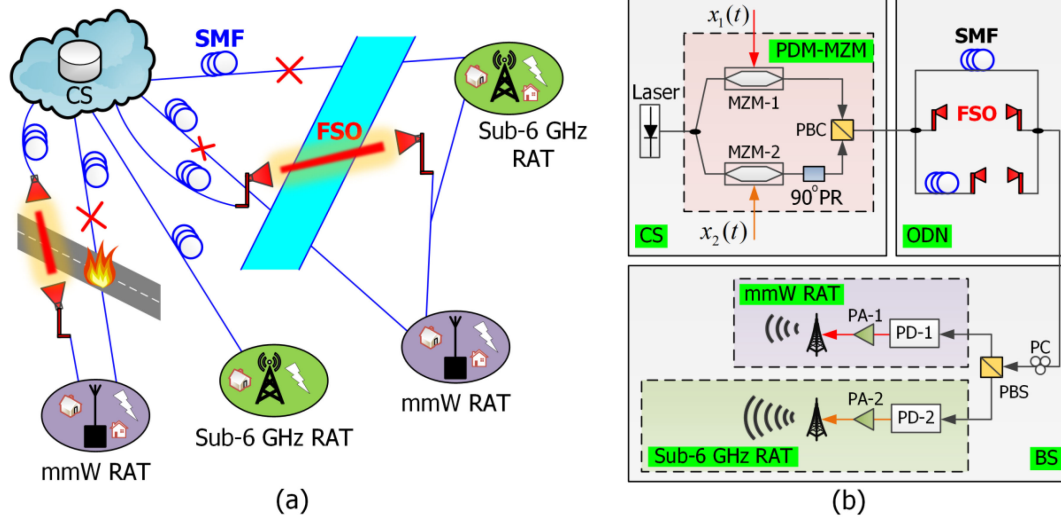 CS
SMF
FSO
Sub-6 GHz
RAT
mmW RAT
Sub-6 GHz RAT
mmW RAT
(a)
x₁(t)
PDM-MZM
Laser
MZM-1
PBC
MZM-2
90°PR
x₂(t)
CS
SMF
FSO
ODN
mmW RAT
PA-1
PD-1
PC
PBS
PA-2
PD-2
Sub-6 GHz RAT
BS
(b)